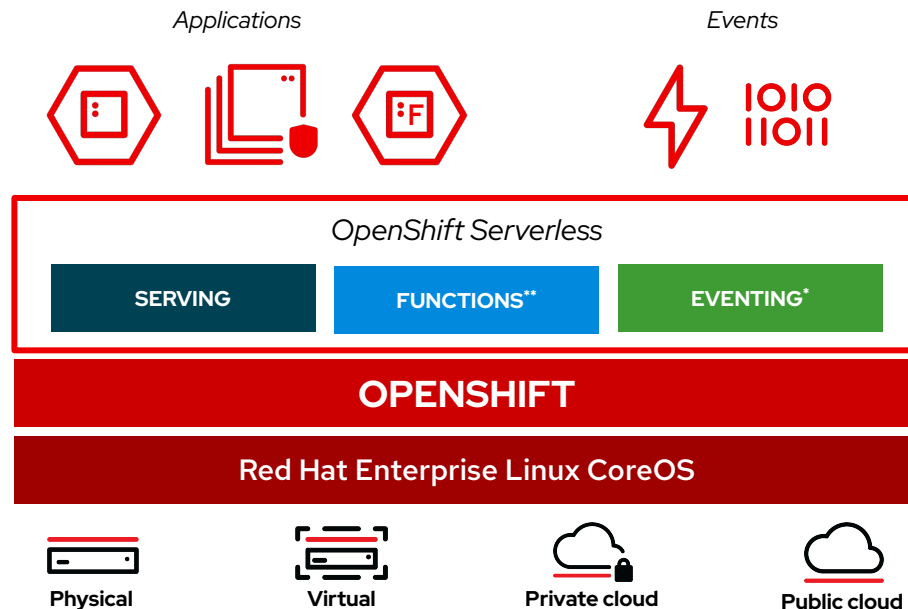 Applications
Events
:F
1010
11011
OpenShift Serverless
SERVING
FUNCTIONS**
EVENTING*
OPENSHIFT
Red Hat Enterprise Linux CoreOS
Physical
Virtual
Private cloud
Public cloud